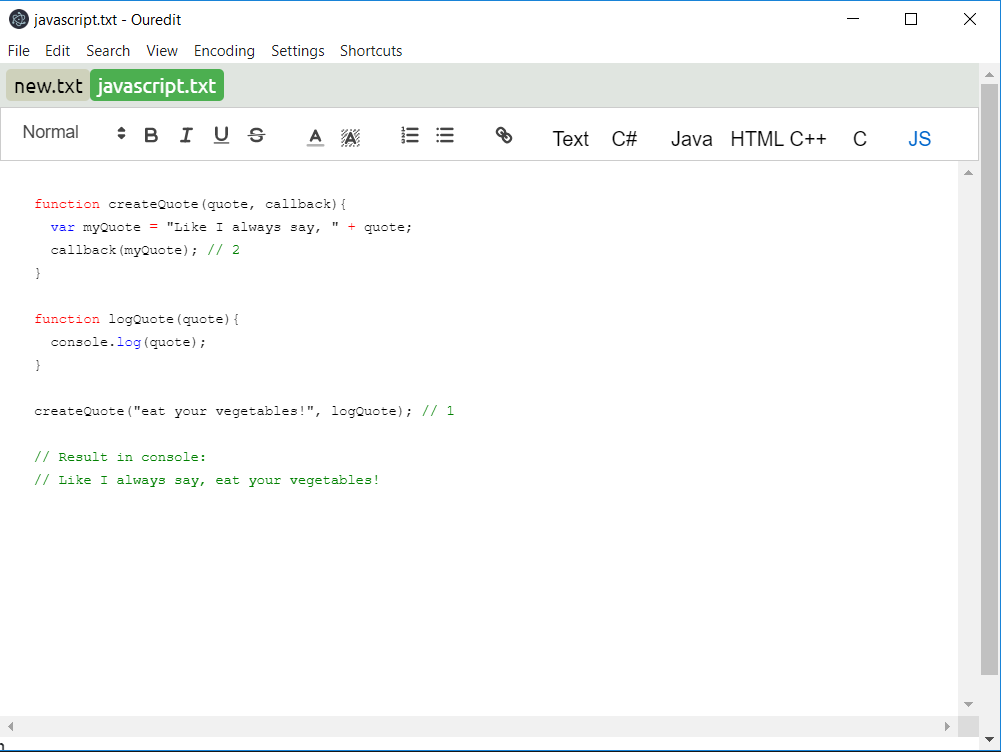 javascript.txt - Ouredit
File Edit Search View Encoding Settings Shortcuts
new.txt javascript.txt
Normal B I U S A A Text C# Java HTML C++ C JS
function createQuote(quote, callback){
  var myQuote = "Like I always say, " + quote;
  callback(myQuote); // 2
}
function logQuote(quote){
  console.log(quote);
}
createQuote("eat your vegetables!", logQuote); // 1
// Result in console:
// Like I always say, eat your vegetables!